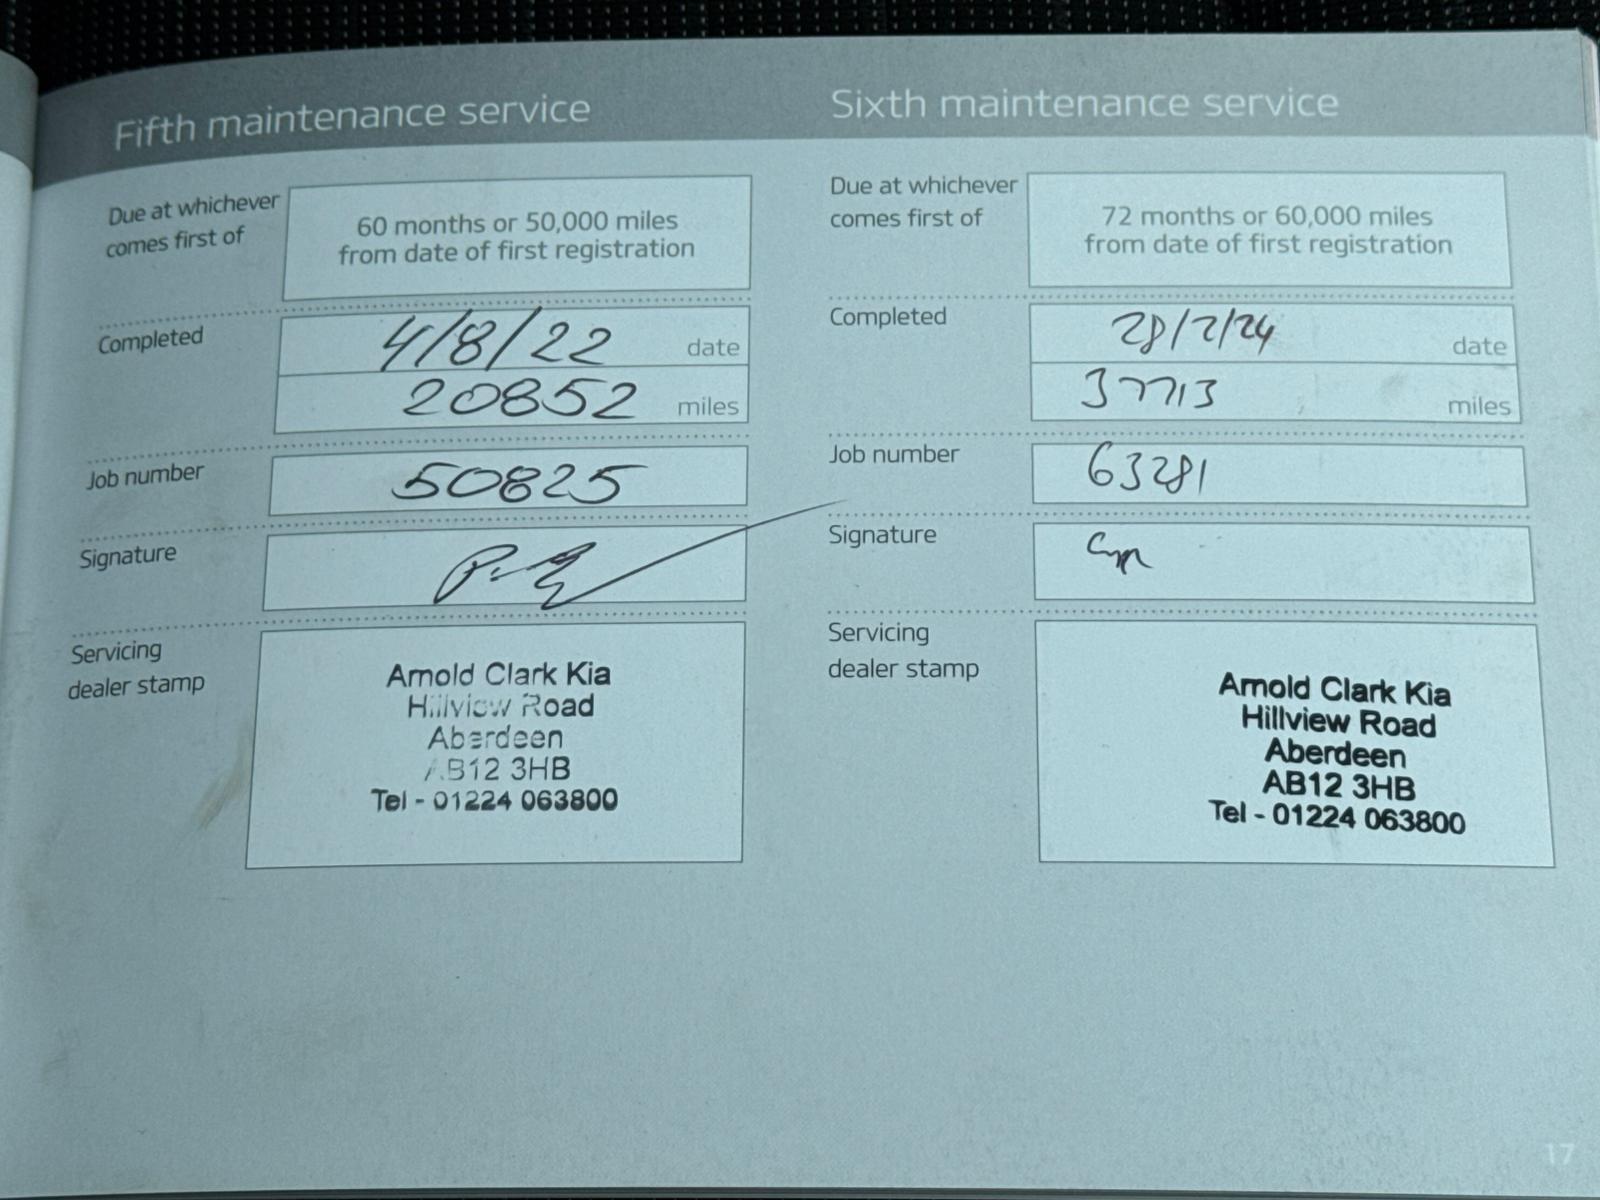 Fifth maintenance service
Due at whichever
comes first of
60 months or 50,000 miles
from date of first registration
Completed
4/8/22 date
20852 miles
Job number
50825
Signature
Servicing
dealer stamp
Arnold Clark Kia
Hillview Road
Aberdeen
AB12 3HB
Tel - 01224 063800
Sixth maintenance service
Due at whichever
comes first of
72 months or 60,000 miles
from date of first registration
Completed
28/2/24 date
37713 miles
Job number
63281
Signature
Servicing
dealer stamp
Arnold Clark Kia
Hillview Road
Aberdeen
AB12 3HB
Tel - 01224 063800
17